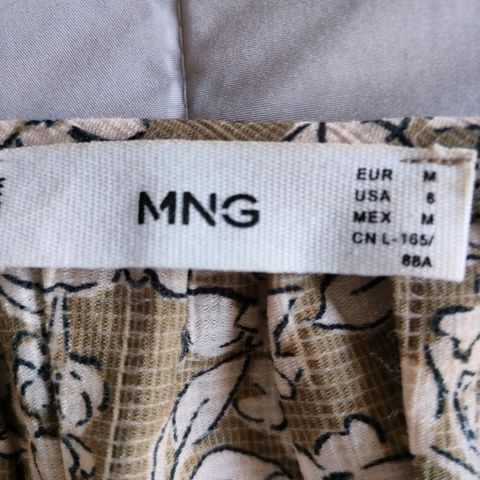 MNG
EUR M
USA 6
MEX M
CN L-165/
88A